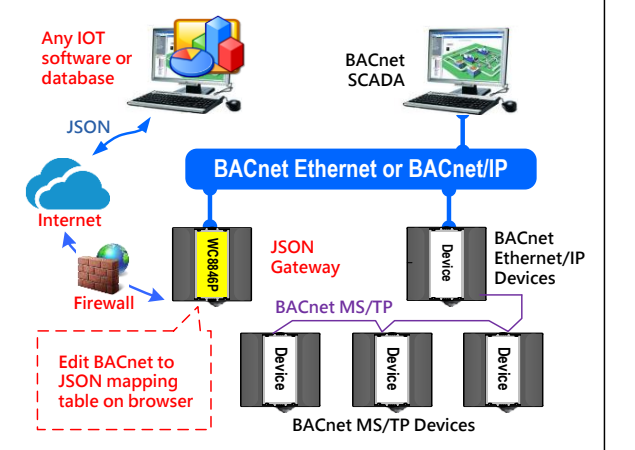 Any IOT
software or
database
BACnet
SCADA
JSON
BACnet Ethernet or BACnet/IP
Internet
WC8846P
JSON
Gateway
Device
BACnet
Ethernet/IP
Devices
Firewall
BACnet MS/TP
Edit BACnet to
JSON mapping
table on browser
Device
Device
Device
BACnet MS/TP Devices